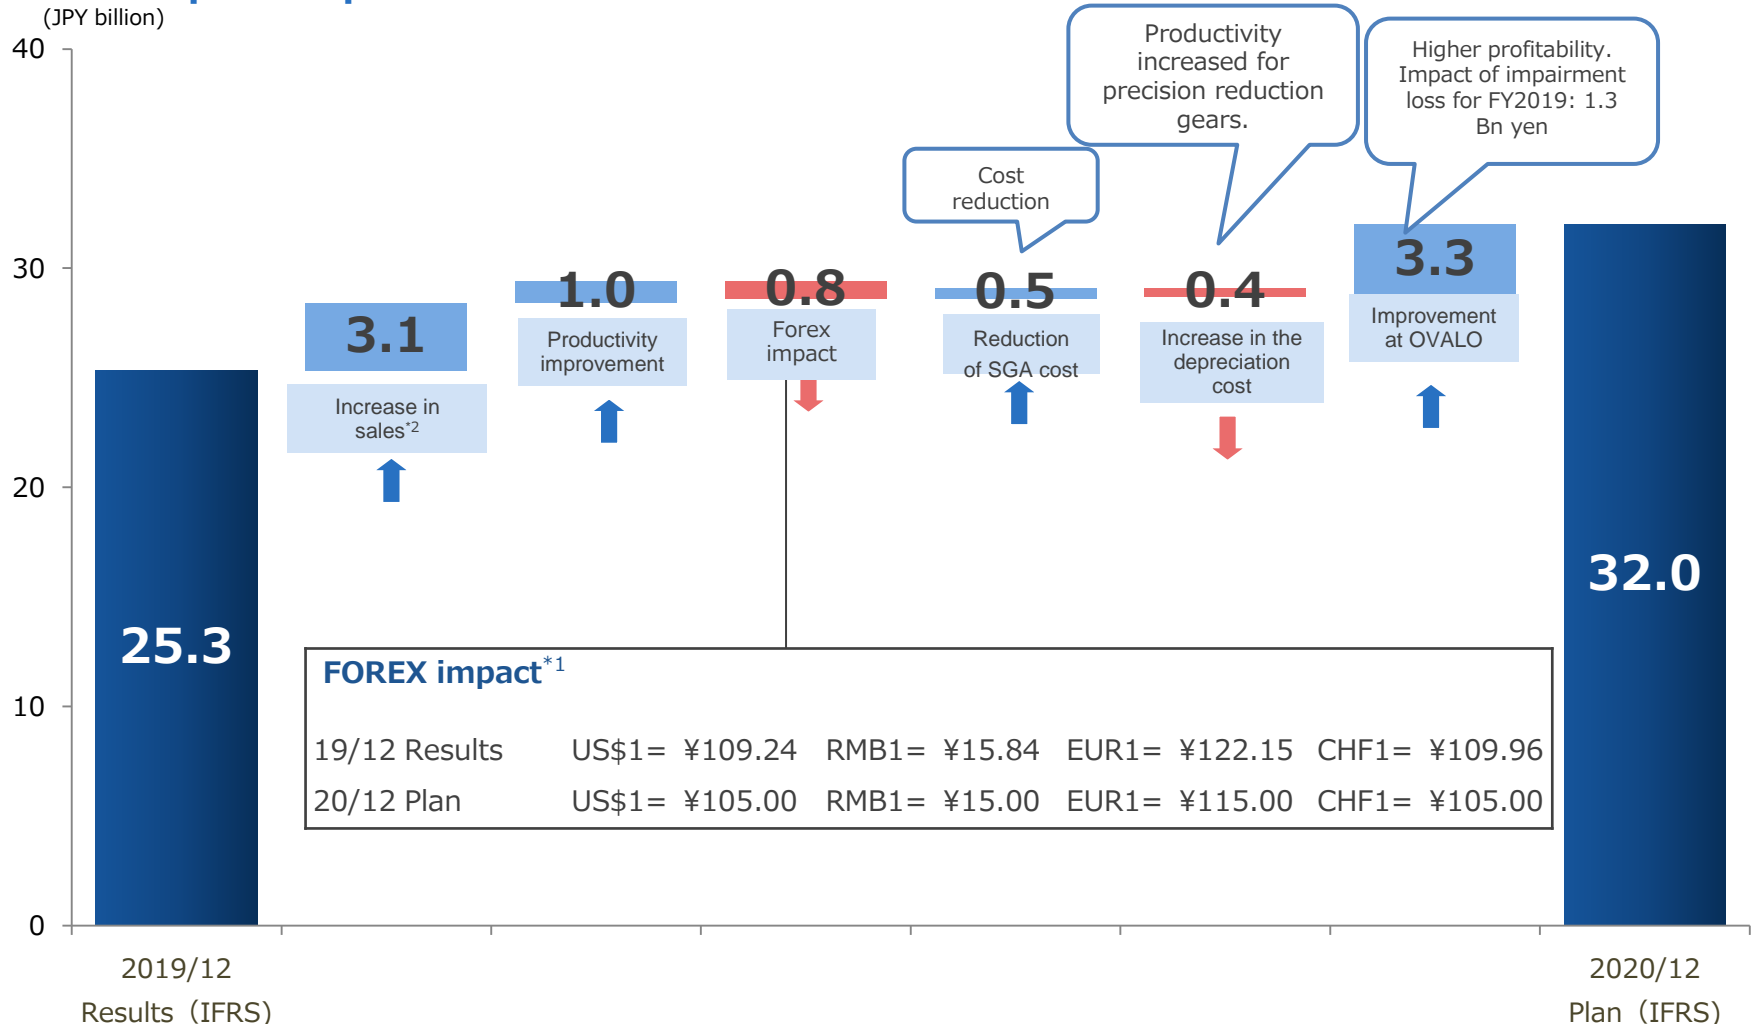 (JPY billion)
40
30
20
10
0
Productivity
increased for
precision reduction
gears.
Higher profitability.
Impact of impairment
loss for FY2019: 1.3
Bn yen
Cost
reduction
25.3
3.1
Increase in
sales*2
1.0
Productivity
improvement
0.8
Forex
impact
0.5
Reduction
of SGA cost
0.4
Increase in the
depreciation
cost
3.3
Improvement
at OVALO
32.0
FOREX impact*1
19/12 Results US$1= ¥109.24 RMB1= ¥15.84 EUR1= ¥122.15 CHF1= ¥109.96
20/12 Plan US$1= ¥105.00 RMB1= ¥15.00 EUR1= ¥115.00 CHF1= ¥105.00
2019/12
Results（IFRS）
2020/12
Plan（IFRS）